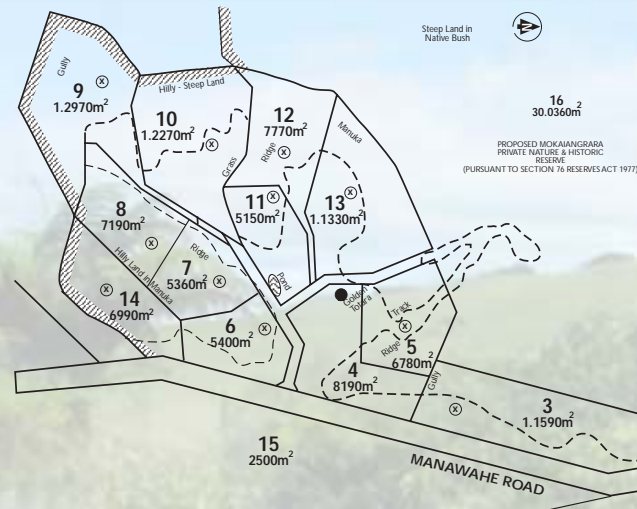 Steep Land in
Native Bush
N
16
30.0360m²
PROPOSED MOKAIANGRARA
PRIVATE NATURE & HISTORIC
RESERVE
(PURSUANT TO SECTION 76 RESERVES ACT 1977)
Gully
x
9
1.2970m²
Hilly - Steep Land
10
1.2270m²
x
Grass
12
7770m²
Ridge
x
Manuka
11
x
5150m²
13
x
1.1330m²
8
7190m²
x
Ridge
7
5360m²
x
Hilly Land in Manuka
x
14
6990m²
Pond
6
5400m²
x
Golden
Totara
Track
x
Ridge
5
6780m²
4
8190m²
Gully
x
3
1.1590m²
15
2500m²
MANAWAHE ROAD